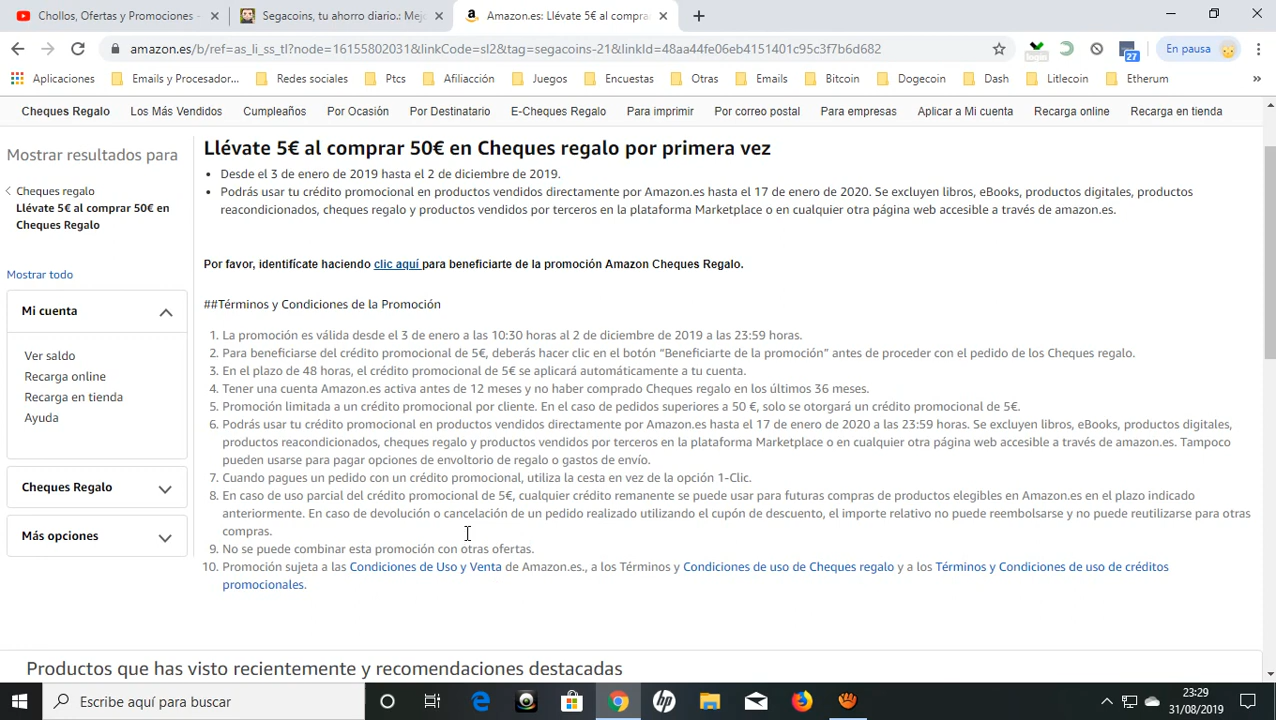 Chollos, Ofertas y Promociones -
Segacoins, tu ahorro diario.: Mejo
Amazon.es: Llévate 5€ al compra
amazon.es/b/ref=as_li_ss_tl?node=16155802031&linkCode=sl2&tag=segacoins-21&linkId=48aa44fe06eb4151401c95c3f7b6d682
27
En pausa
Aplicaciones
Emails y Procesador...
Redes sociales
Ptcs
Afiliacción
Juegos
Encuestas
Otras
Emails
Bitcoin
Dogecoin
Dash
Litlecoin
Etherum
»
Cheques Regalo
Los Más Vendidos
Cumpleaños
Por Ocasión
Por Destinatario
E-Cheques Regalo
Para imprimir
Por correo postal
Para empresas
Aplicar a Mi cuenta
Recarga online
Recarga en tienda
Mostrar resultados para
Cheques regalo
Llévate 5€ al comprar 50€ en
Cheques regalo
Mostrar todo
Mi cuenta
Ver saldo
Recarga online
Recarga en tienda
Ayuda
Cheques Regalo
Más opciones
Llévate 5€ al comprar 50€ en Cheques regalo por primera vez
• Desde el 3 de enero de 2019 hasta el 2 de diciembre de 2019.
• Podrás usar tu crédito promocional en productos vendidos directamente por Amazon.es hasta el 17 de enero de 2020. Se excluyen libros, eBooks, productos digitales, productos
reacondicionados, cheques regalo y productos vendidos por terceros en la plataforma Marketplace o en cualquier otra página web accesible a través de amazon.es.
Por favor, identifícate haciendo clic aquí para beneficiarte de la promoción Amazon Cheques Regalo.
##Términos y Condiciones de la Promoción
1. La promoción es válida desde el 3 de enero a las 10:30 horas al 2 de diciembre de 2019 a las 23:59 horas.
2. Para beneficiarse del crédito promocional de 5€, deberás hacer clic en el botón “Beneficiarte de la promoción” antes de proceder con el pedido de los Cheques regalo.
3. En el plazo de 48 horas, el crédito promocional de 5€ se aplicará automáticamente a tu cuenta.
4. Tener una cuenta Amazon.es activa antes de 12 meses y no haber comprado Cheques regalo en los últimos 36 meses.
5. Promoción limitada a un crédito promocional por cliente. En el caso de pedidos superiores a 50 €, solo se otorgará un crédito promocional de 5€.
6. Podrás usar tu crédito promocional en productos vendidos directamente por Amazon.es hasta el 17 de enero de 2020 a las 23:59 horas. Se excluyen libros, eBooks, productos digitales,
productos reacondicionados, cheques regalo y productos vendidos por terceros en la plataforma Marketplace o en cualquier otra página web accesible a través de amazon.es. Tampoco
pueden usarse para pagar opciones de envoltorio de regalo o gastos de envío.
7. Cuando pagues un pedido con un crédito promocional, utiliza la cesta en vez de la opción 1-Clic.
8. En caso de uso parcial del crédito promocional de 5€, cualquier crédito remanente se puede usar para futuras compras de productos elegibles en Amazon.es en el plazo indicado
anteriormente. En caso de devolución o cancelación de un pedido realizado utilizando el cupón de descuento, el importe relativo no puede reembolsarse y no puede reutilizarse para otras
compras.
9. No se puede combinar esta promoción con otras ofertas.
10. Promoción sujeta a las Condiciones de Uso y Venta de Amazon.es., a los Términos y Condiciones de uso de Cheques regalo y a los Términos y Condiciones de uso de créditos
promocionales.
Productos que has visto recientemente y recomendaciones destacadas
Escribe aquí para buscar
23:29
31/08/2019